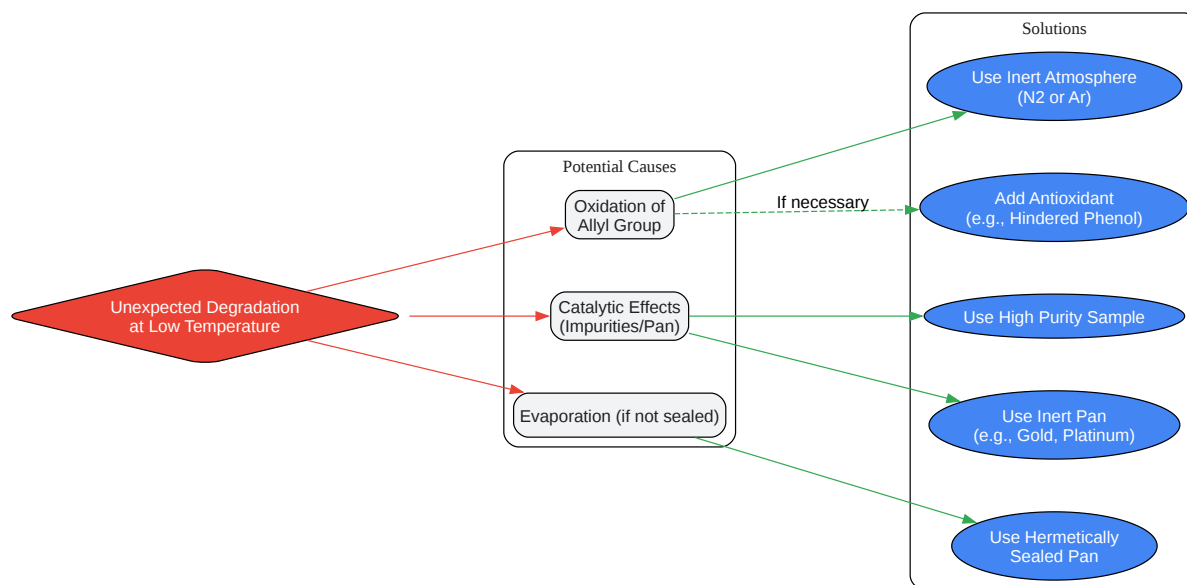 Unexpected Degradation
at Low Temperature
Potential Causes
Oxidation of
Allyl Group
Catalytic Effects
(Impurities/Pan)
Evaporation (if not sealed)
If necessary
Solutions
Use Inert Atmosphere
(N2 or Ar)
Add Antioxidant
(e.g., Hindered Phenol)
Use High Purity Sample
Use Inert Pan
(e.g., Gold, Platinum)
Use Hermetically
Sealed Pan